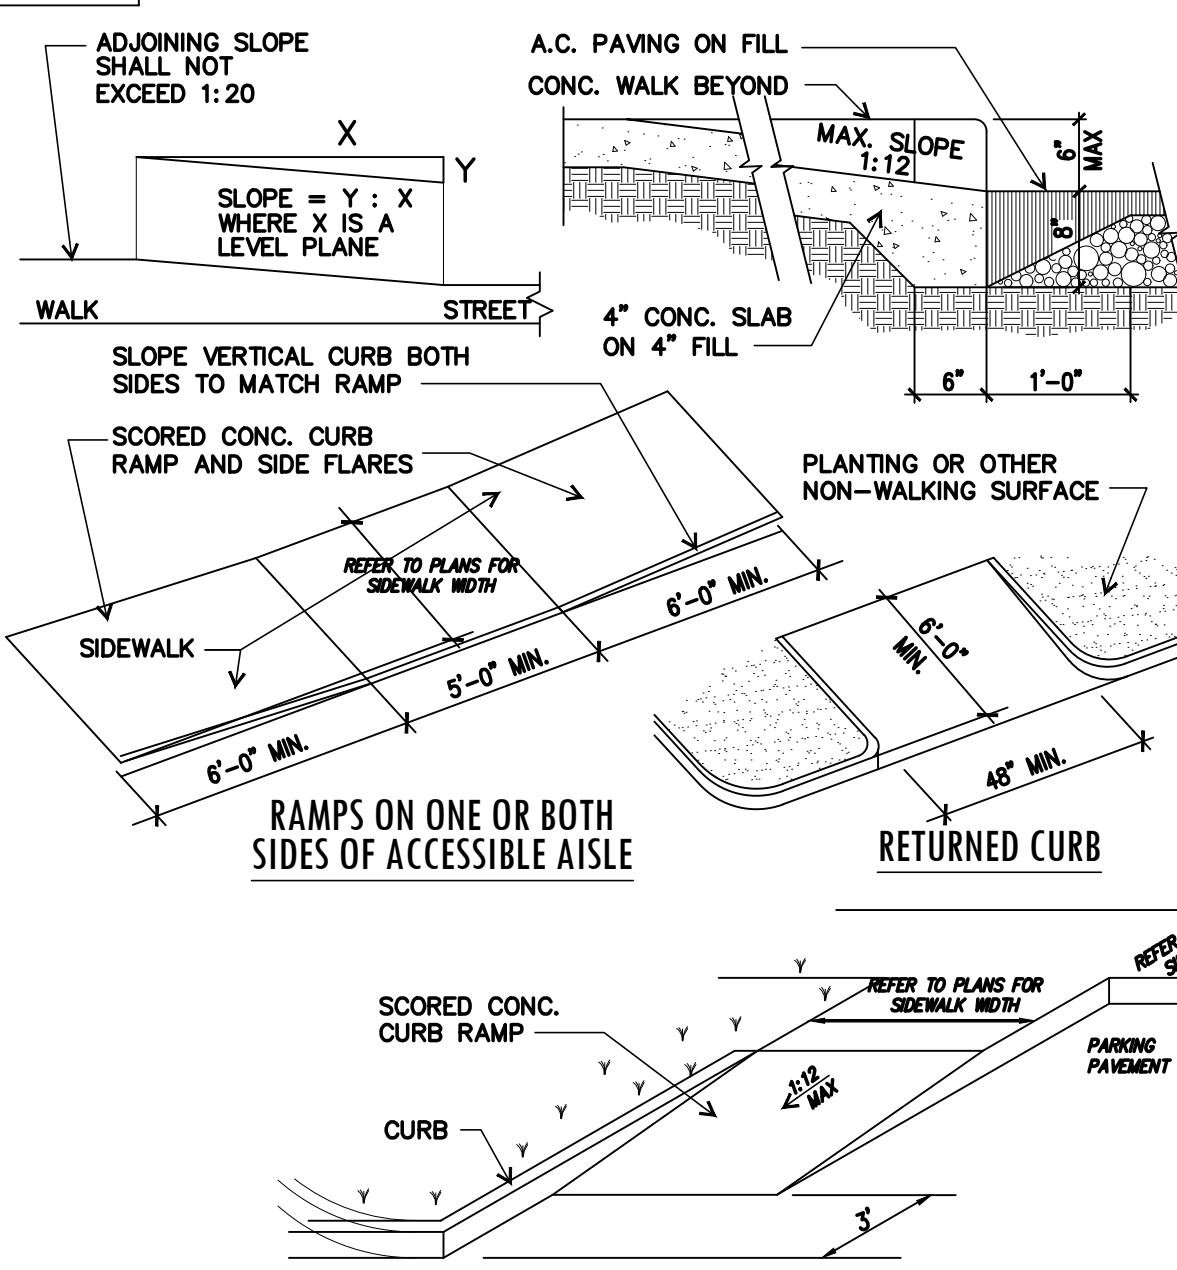 ADJOINING SLOPE
SHALL NOT
EXCEED 1:20
X
Y
SLOPE = Y : X
WHERE X IS A
LEVEL PLANE
WALK
STREET
A.C. PAVING ON FILL
CONC. WALK BEYOND
MAX. SLOPE
1:12
6"
MAX
8"
4" CONC. SLAB
ON 4" FILL
6"
1'-0"
SLOPE VERTICAL CURB BOTH
SIDES TO MATCH RAMP
SCORED CONC. CURB
RAMP AND SIDE FLARES
REFER TO PLANS FOR
SIDEWALK WIDTH
SIDEWALK
6'-0" MIN.
5'-0" MIN.
6'-0" MIN.
RAMPS ON ONE OR BOTH
SIDES OF ACCESSIBLE AISLE
PLANTING OR OTHER
NON-WALKING SURFACE
6'-0"
MIN.
48" MIN.
RETURNED CURB
SCORED CONC.
CURB RAMP
REFER TO PLANS FOR
SIDEWALK WIDTH
REFER
PARKING
PAVEMENT
1:12
MAX
CURB
3'